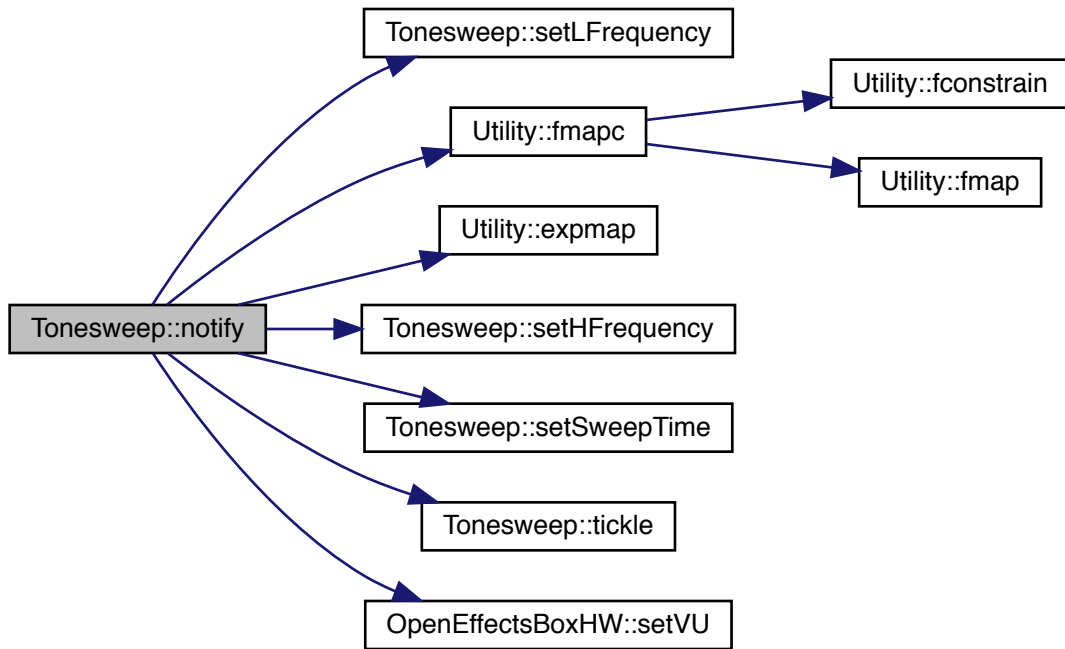 Tonesweep::setLFrequency
Utility::fconstrain
Utility::fmapc
Utility::fmap
Utility::expmap
Tonesweep::notify
Tonesweep::setHFrequency
Tonesweep::setSweepTime
Tonesweep::tickle
OpenEffectsBoxHW::setVU